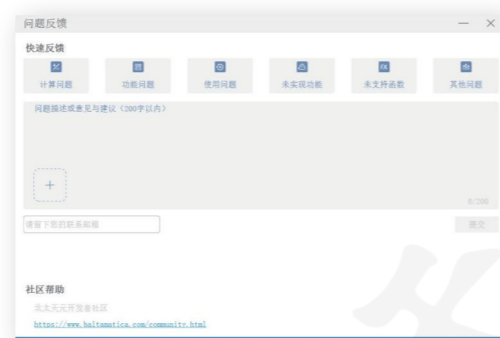 问题反馈
快速反馈
计算问题 功能问题 使用问题 未实现功能 未支持函数 其他问题
问题描述或意见与建议（200字以内）
0/200
请留下您的联系邮箱 提交
社区帮助
北太天元开发者社区
https://www.baltamatica.com/community.html